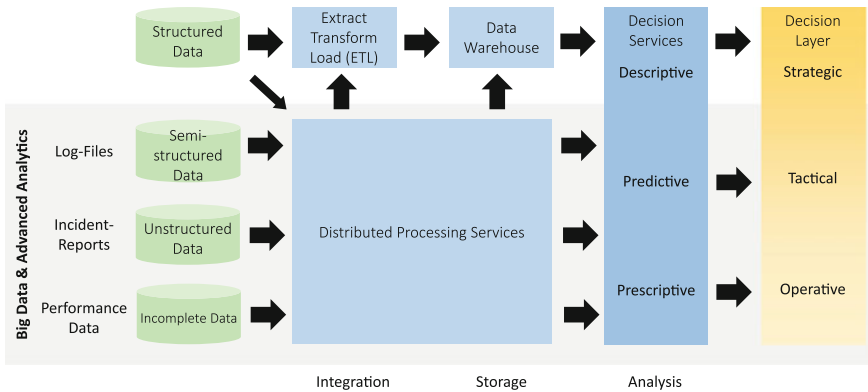 Structured
Data
Extract
Transform
Load (ETL)
Data
Warehouse
Decision
Services
Descriptive
Decision
Layer
Strategic
Big Data & Advanced Analytics
Log-Files
Semi-
structured
Data
Predictive
Tactical
Incident-
Reports
Unstructured
Data
Distributed Processing Services
Performance
Data
Incomplete Data
Prescriptive
Operative
Integration
Storage
Analysis